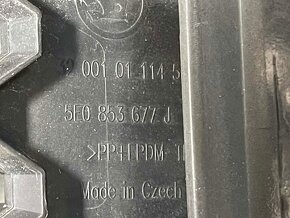 001 01 114 5
5E0 853 677 J
>PP+EPDM-T
Made in Czech